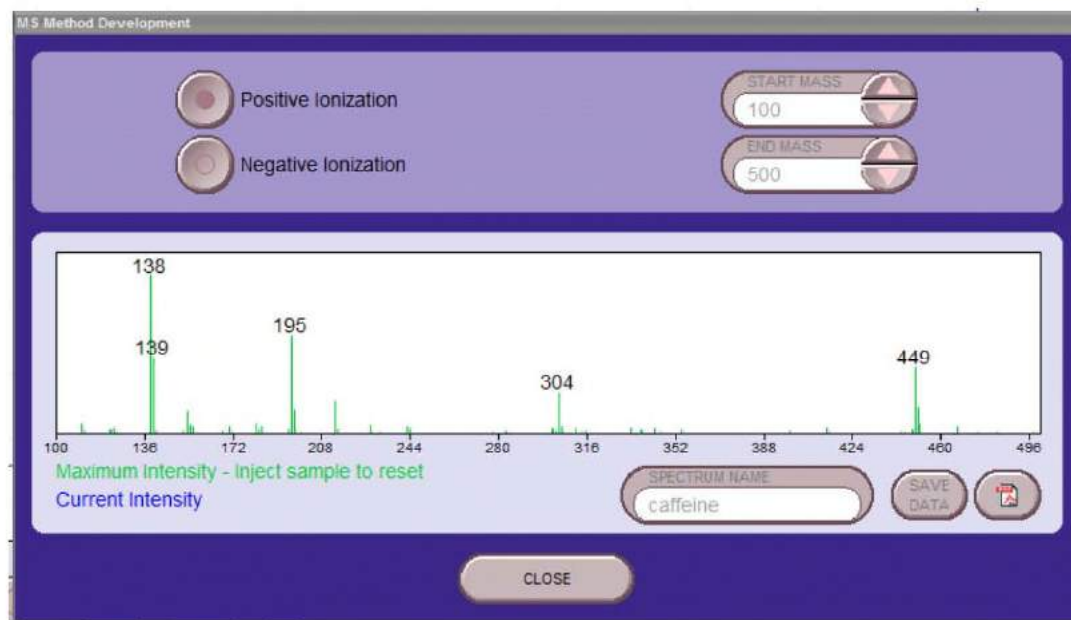 MS Method Development
Positive Ionization
START MASS
100
Negative Ionization
END MASS
500
138
139
195
304
449
100 136 172 208 244 280 316 352 388 424 460 496
Maximum Intensity - Inject sample to reset
Current Intensity
SPECTRUM NAME
caffeine
SAVE
DATA
CLOSE